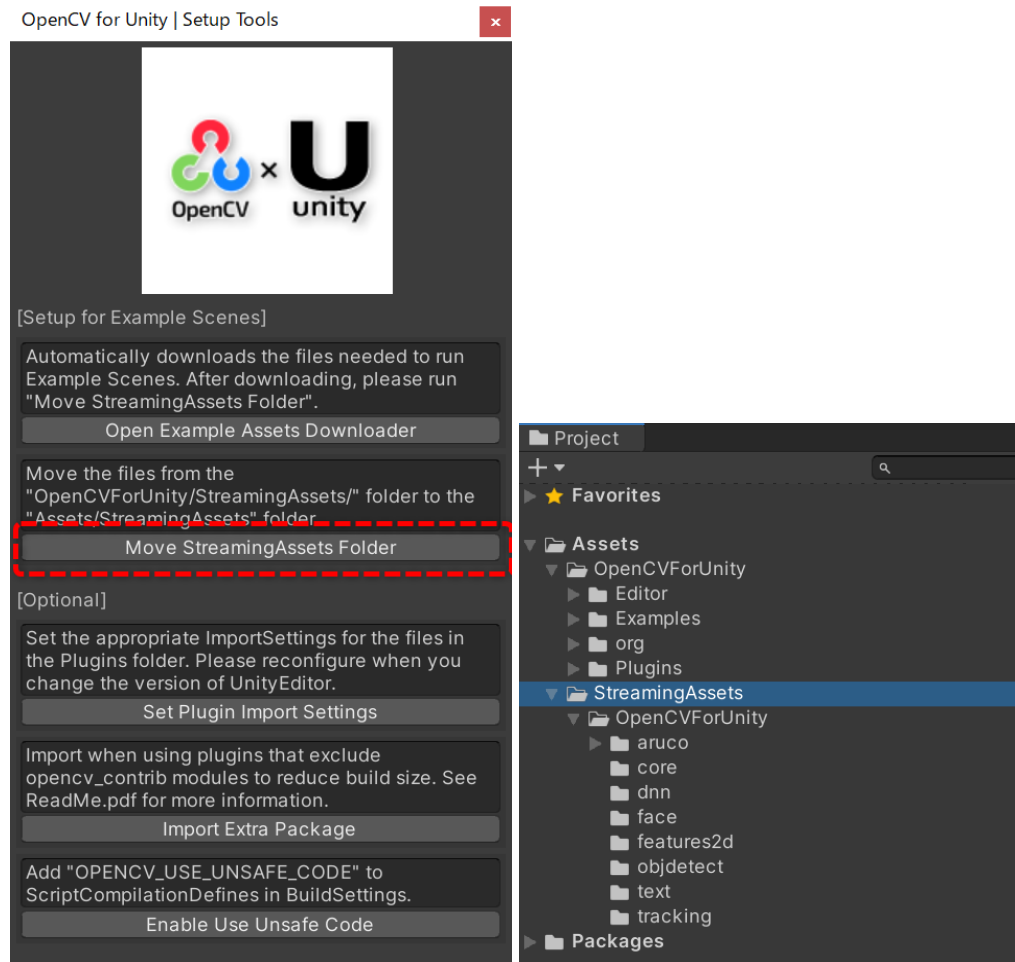 OpenCV for Unity | Setup Tools
×
OpenCV
×
unity
[Setup for Example Scenes]
Automatically downloads the files needed to run
Example Scenes. After downloading, please run
"Move StreamingAssets Folder".
Open Example Assets Downloader
Move the files from the
"OpenCVForUnity/StreamingAssets/" folder to the
"Assets/StreamingAssets" folder
Move StreamingAssets Folder
[Optional]
Set the appropriate ImportSettings for the files in
the Plugins folder. Please reconfigure when you
change the version of UnityEditor.
Set Plugin Import Settings
Import when using plugins that exclude
opencv_contrib modules to reduce build size. See
ReadMe.pdf for more information.
Import Extra Package
Add "OPENCV_USE_UNSAFE_CODE" to
ScriptCompilationDefines in BuildSettings.
Enable Use Unsafe Code
Project
Favorites
Assets
OpenCVForUnity
Editor
Examples
org
Plugins
StreamingAssets
OpenCVForUnity
aruco
core
dnn
face
features2d
objdetect
text
tracking
Packages